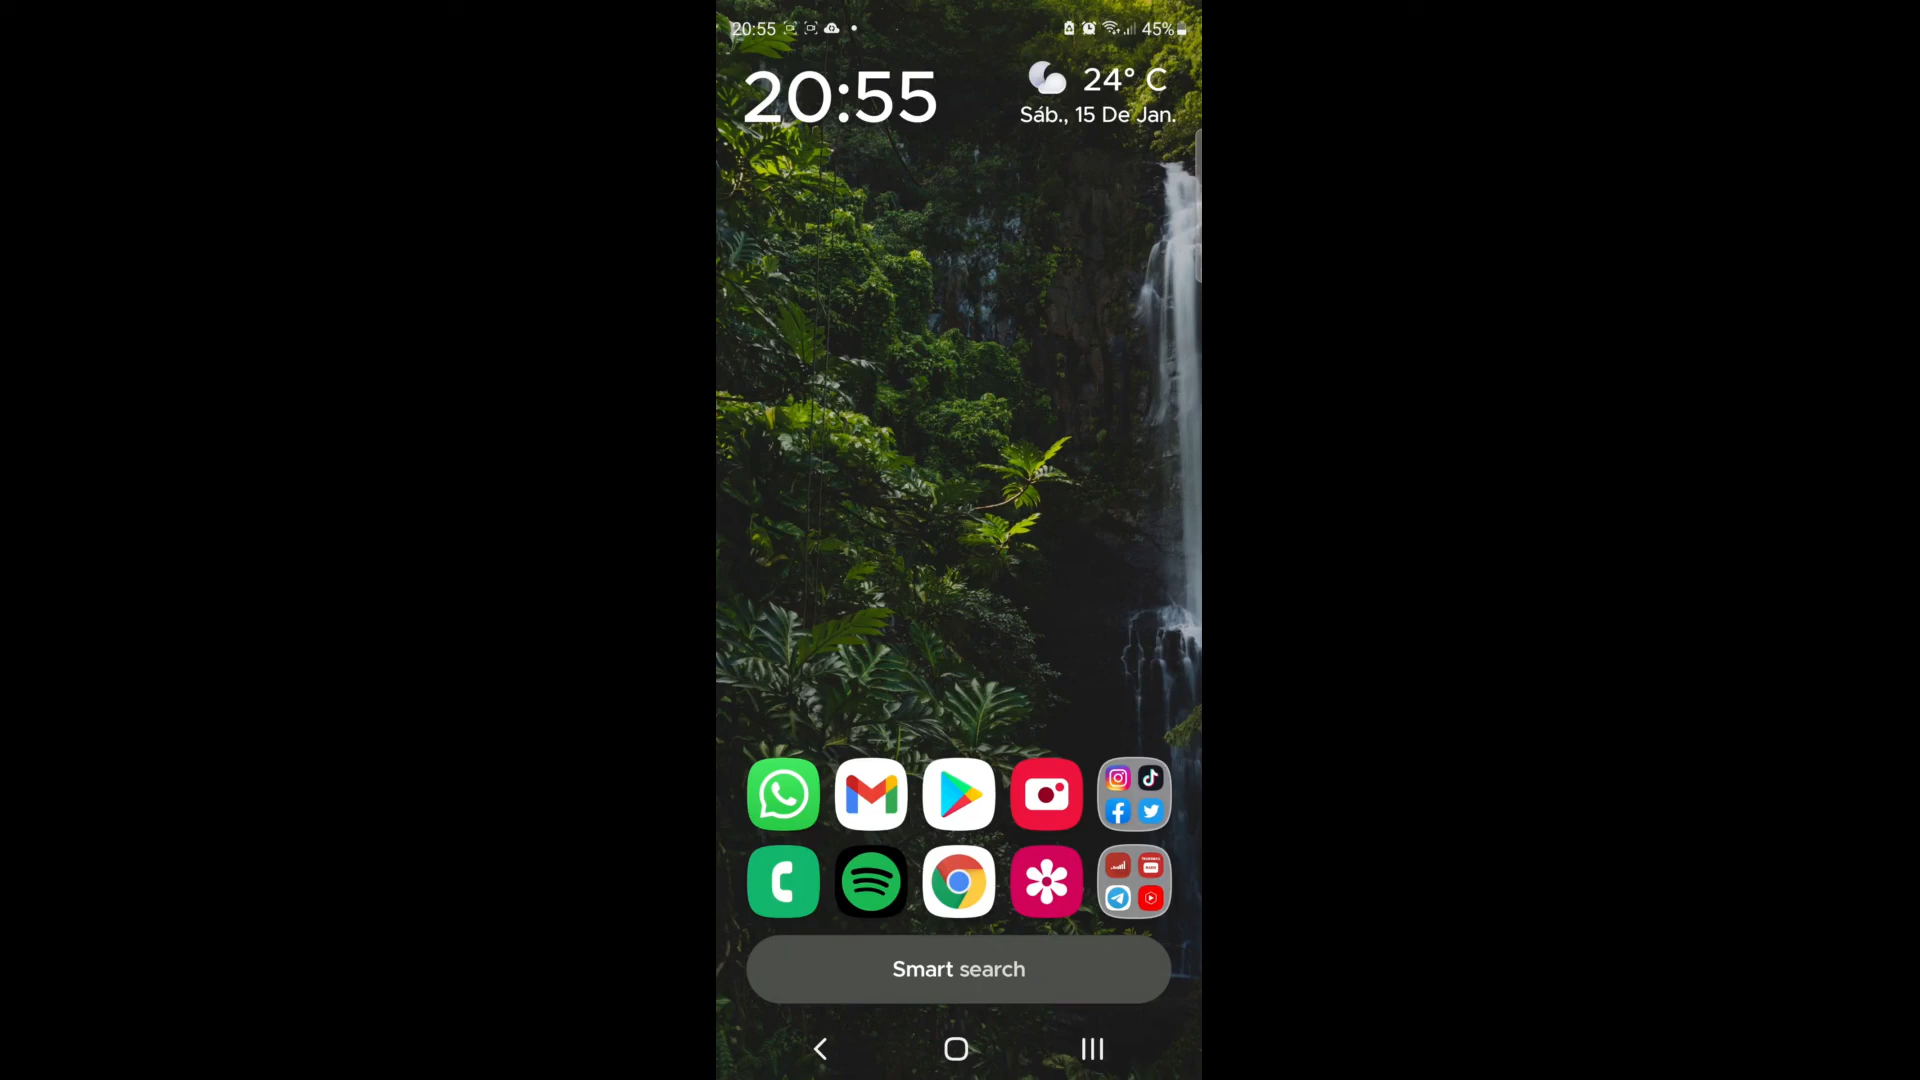 20:55 45%
20:55
24° C
Sáb., 15 De Jan.
Smart search